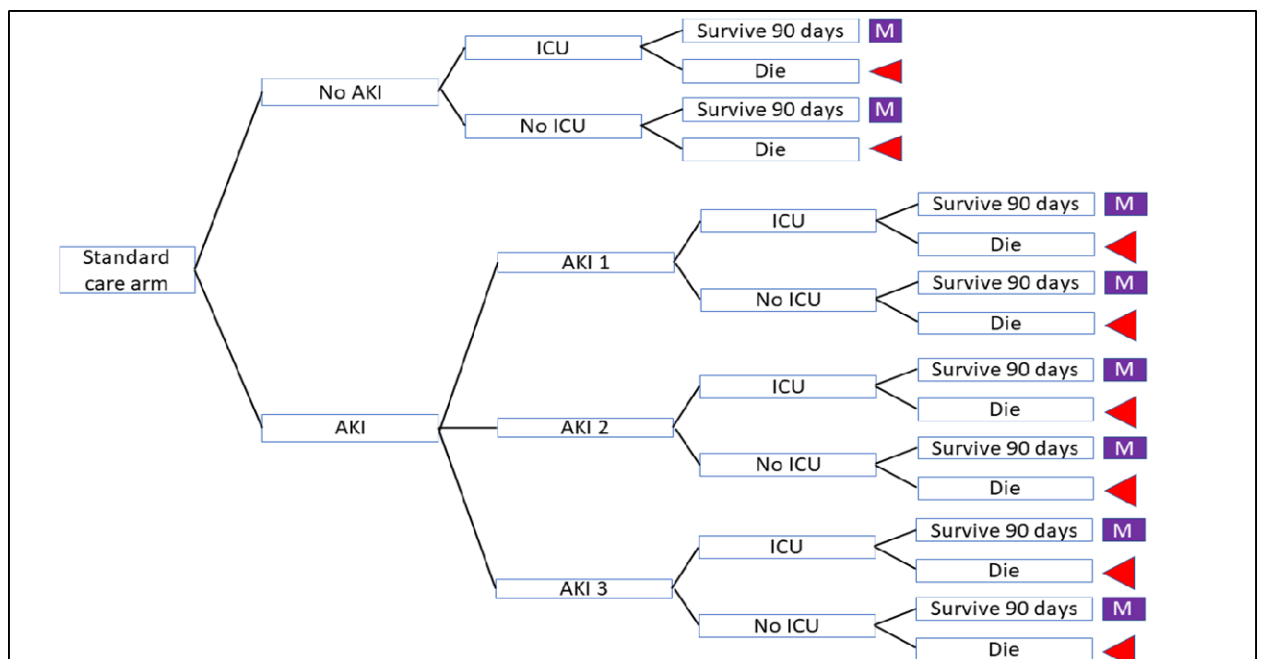 Survive 90 days M
ICU
Die
No AKI
Survive 90 days M
No ICU
Die
Survive 90 days M
ICU
Die
Standard
care arm
AKI 1
Survive 90 days M
No ICU
Die
Survive 90 days M
ICU
Die
AKI
AKI 2
Survive 90 days M
No ICU
Die
Survive 90 days M
ICU
Die
AKI 3
Survive 90 days M
No ICU
Die